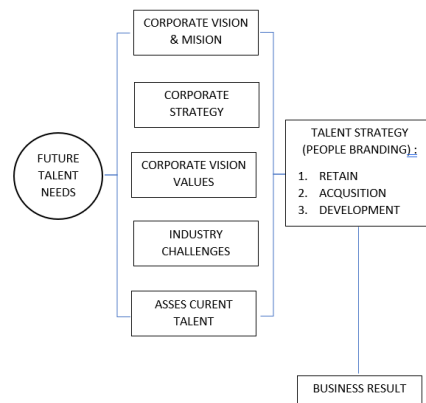 CORPORATE VISION
& MISION
CORPORATE
STRATEGY
FUTURE
TALENT
NEEDS
CORPORATE VISION
VALUES
INDUSTRY
CHALLENGES
ASSES CURENT
TALENT
TALENT STRATEGY
(PEOPLE BRANDING) :
1. RETAIN
2. ACQUSITION
3. DEVELOPMENT
BUSINESS RESULT